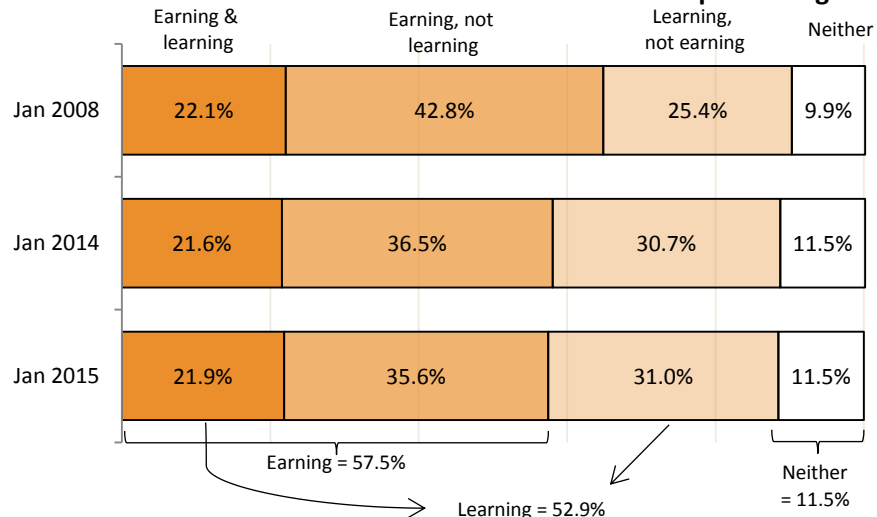 Earning &
learning
Earning, not
learning
Learning,
not earning
Neither
Jan 2008
22.1%
42.8%
25.4%
9.9%
Jan 2014
21.6%
36.5%
30.7%
11.5%
Jan 2015
21.9%
35.6%
31.0%
11.5%
Earning = 57.5%
Learning = 52.9%
Neither
= 11.5%